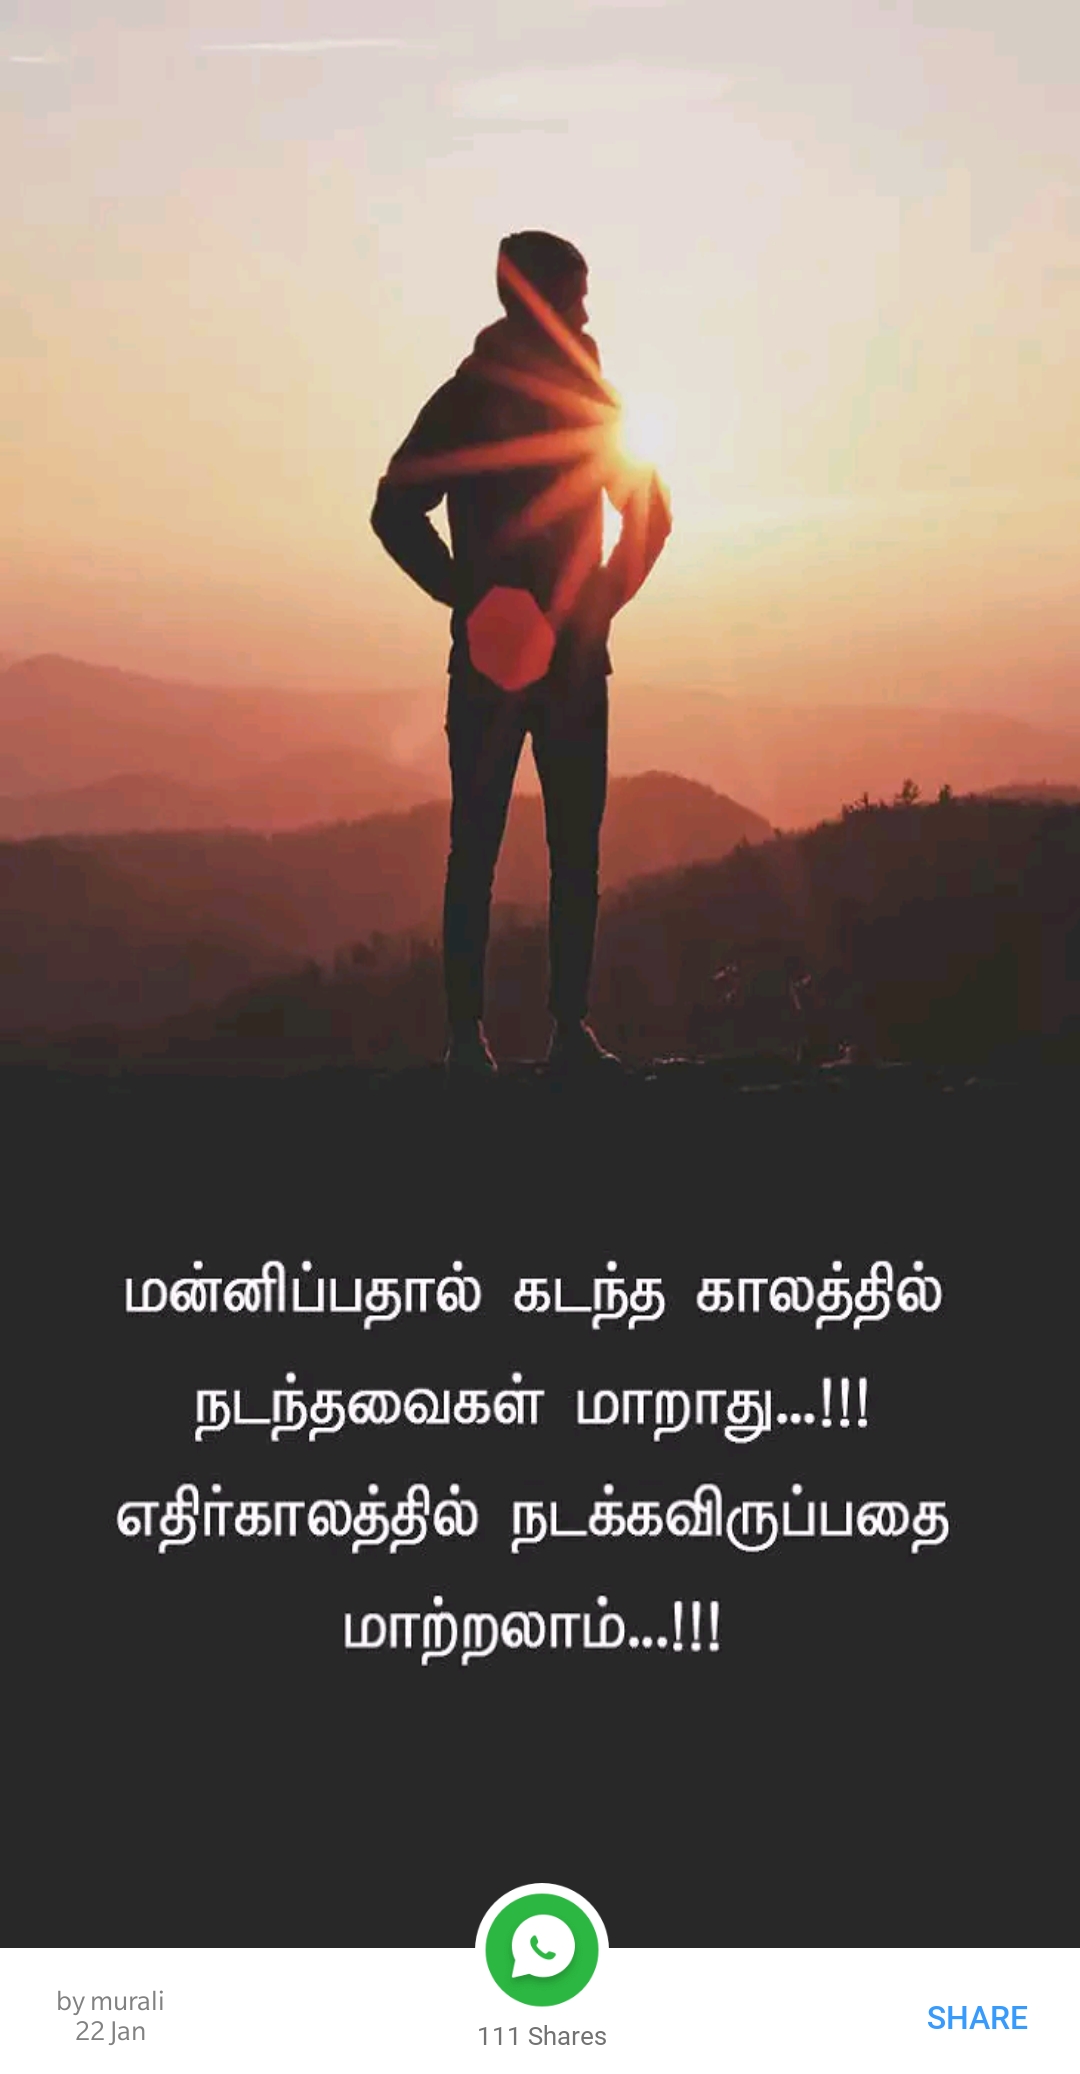 மன்னிப்பதால் கடந்த காலத்தில்
நடந்தவைகள் மாறாது...!!!
எதிர்காலத்தில் நடக்கவிருப்பதை
மாற்றலாம்...!!!
by murali
22 Jan
111 Shares
SHARE